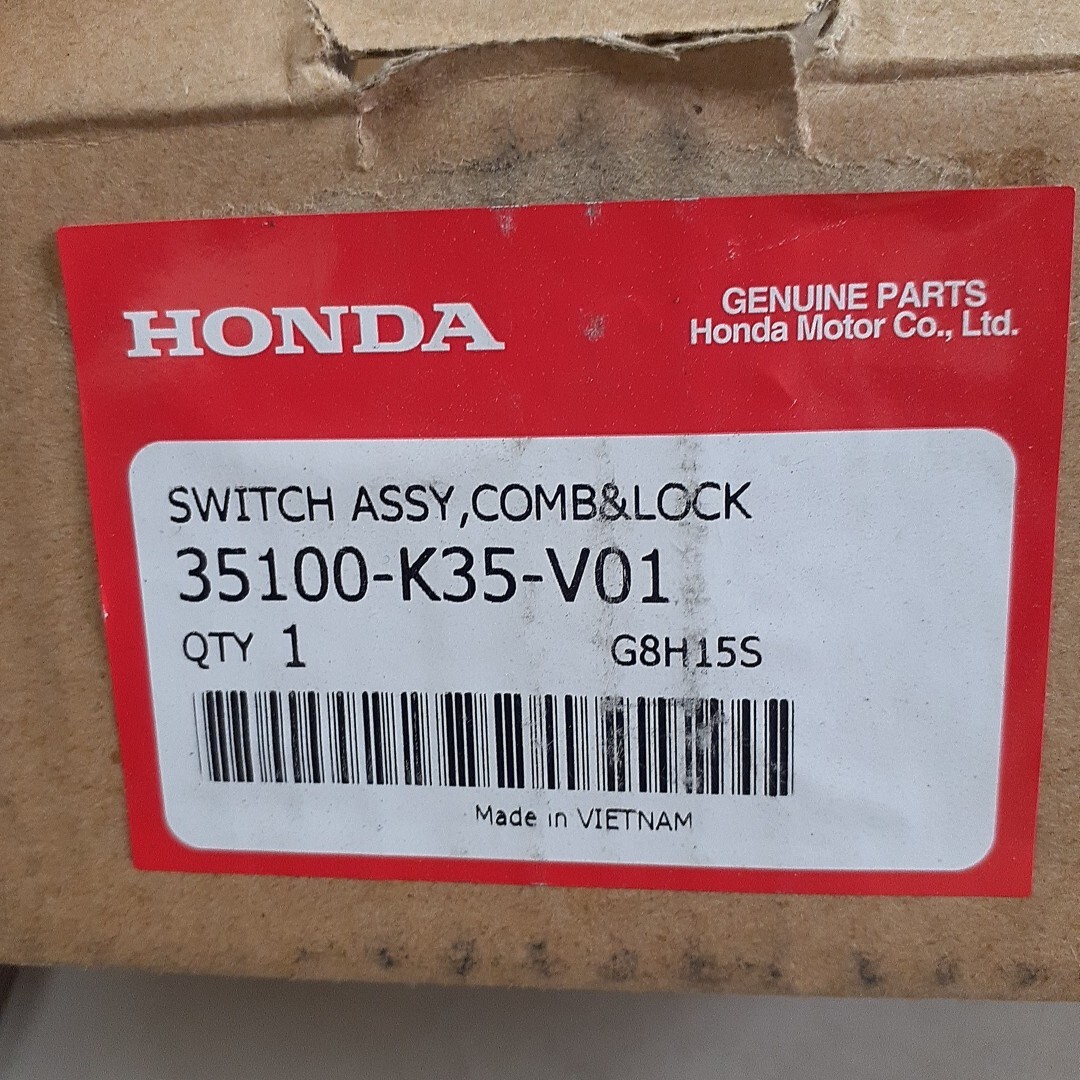 HONDA
GENUINE PARTS
Honda Motor Co., Ltd.
SWITCH ASSY,COMB&LOCK
35100-K35-V01
QTY 1 G8H15S
Made in VIETNAM